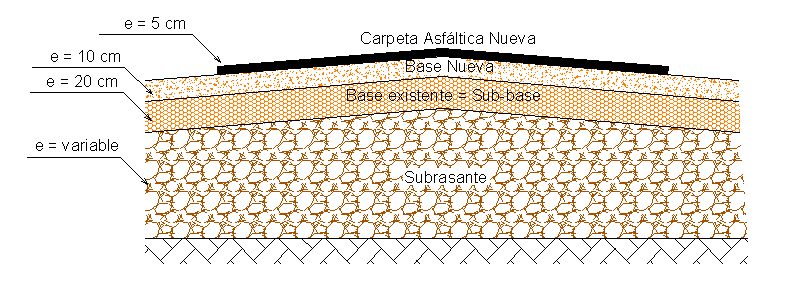 e = 5 cm
Carpeta Asfáltica Nueva
e = 10 cm
Base Nueva
e = 20 cm
Base existente = Sub-base
e = variable
Subrasante